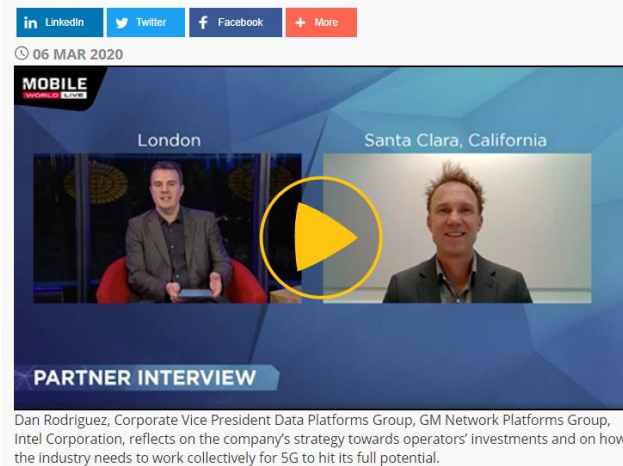 in LinkedIn Twitter f Facebook + More
06 MAR 2020
MOBILE
WORLD LIVE
London Santa Clara, California
PARTNER INTERVIEW
Dan Rodriguez, Corporate Vice President Data Platforms Group, GM Network Platforms Group,
Intel Corporation, reflects on the company's strategy towards operators' investments and on how
the industry needs to work collectively for 5G to hit its full potential.